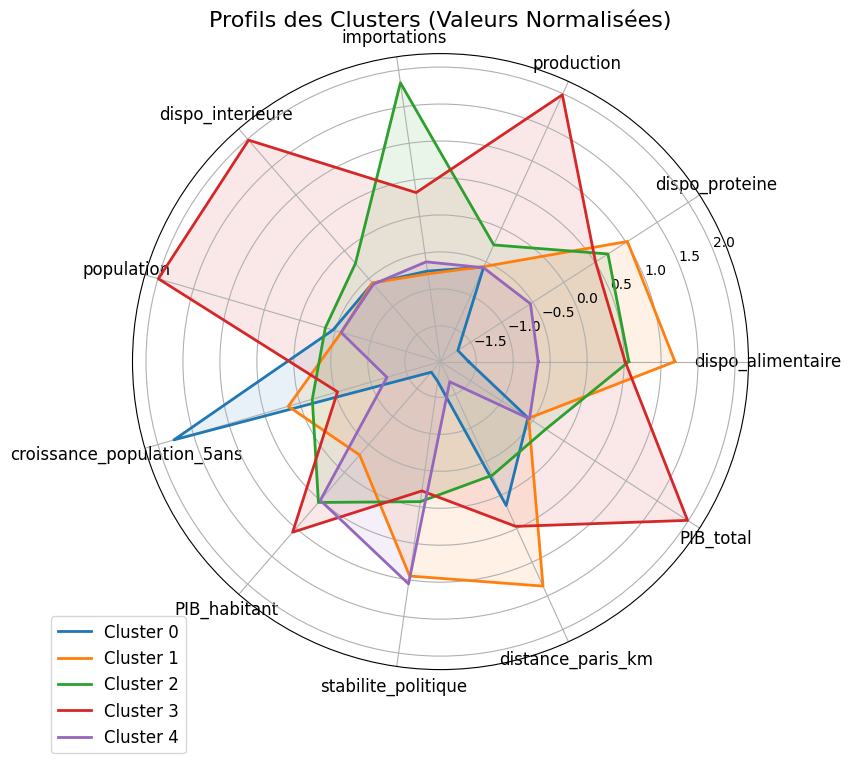 Profils des Clusters (Valeurs Normalisées)
importations
production
dispo_interieure
dispo_proteine
population
2.0
1.5
1.0
0.5
0.0
−0.5
−1.0
−1.5
dispo_alimentaire
croissance_population_5ans
PIB_total
PIB_habitant
distance_paris_km
stabilite_politique
Cluster 0
Cluster 1
Cluster 2
Cluster 3
Cluster 4